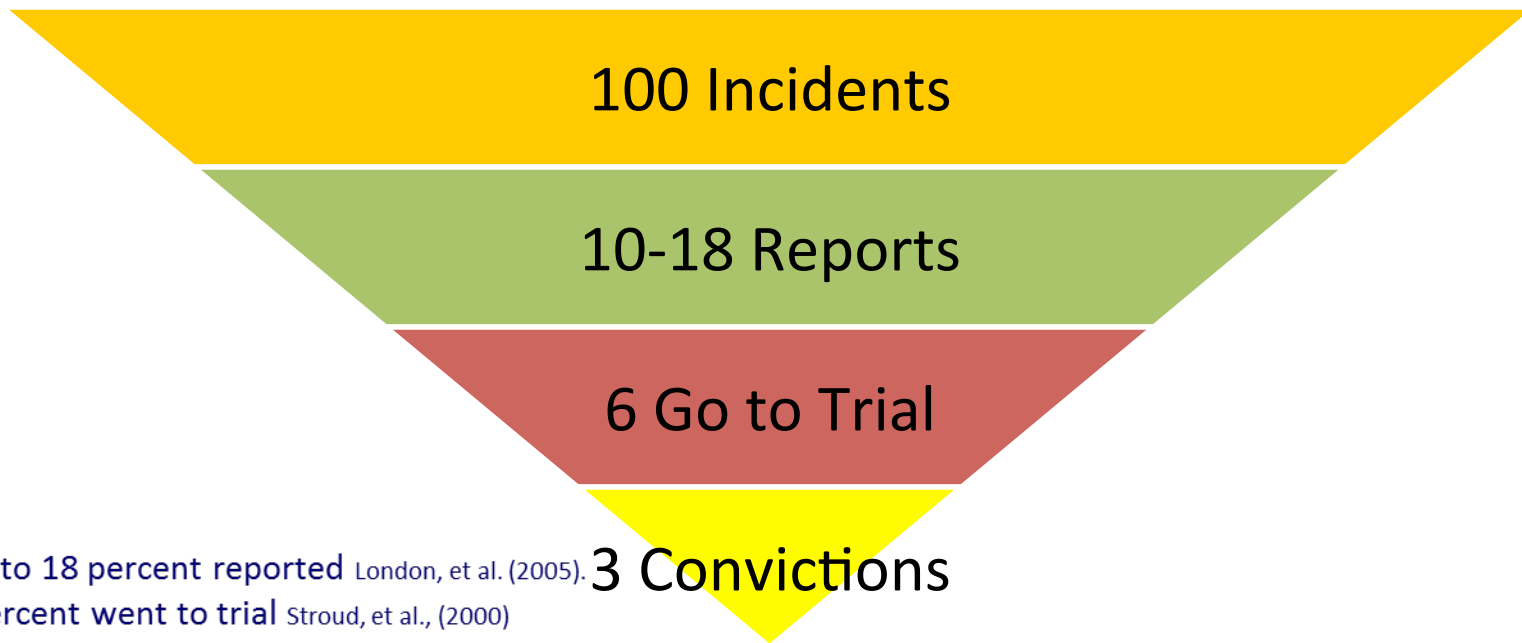 100 Incidents
10-18 Reports
6 Go to Trial
3 Convictions
to 18 percent reported London, et al. (2005).
percent went to trial Stroud, et al., (2000)